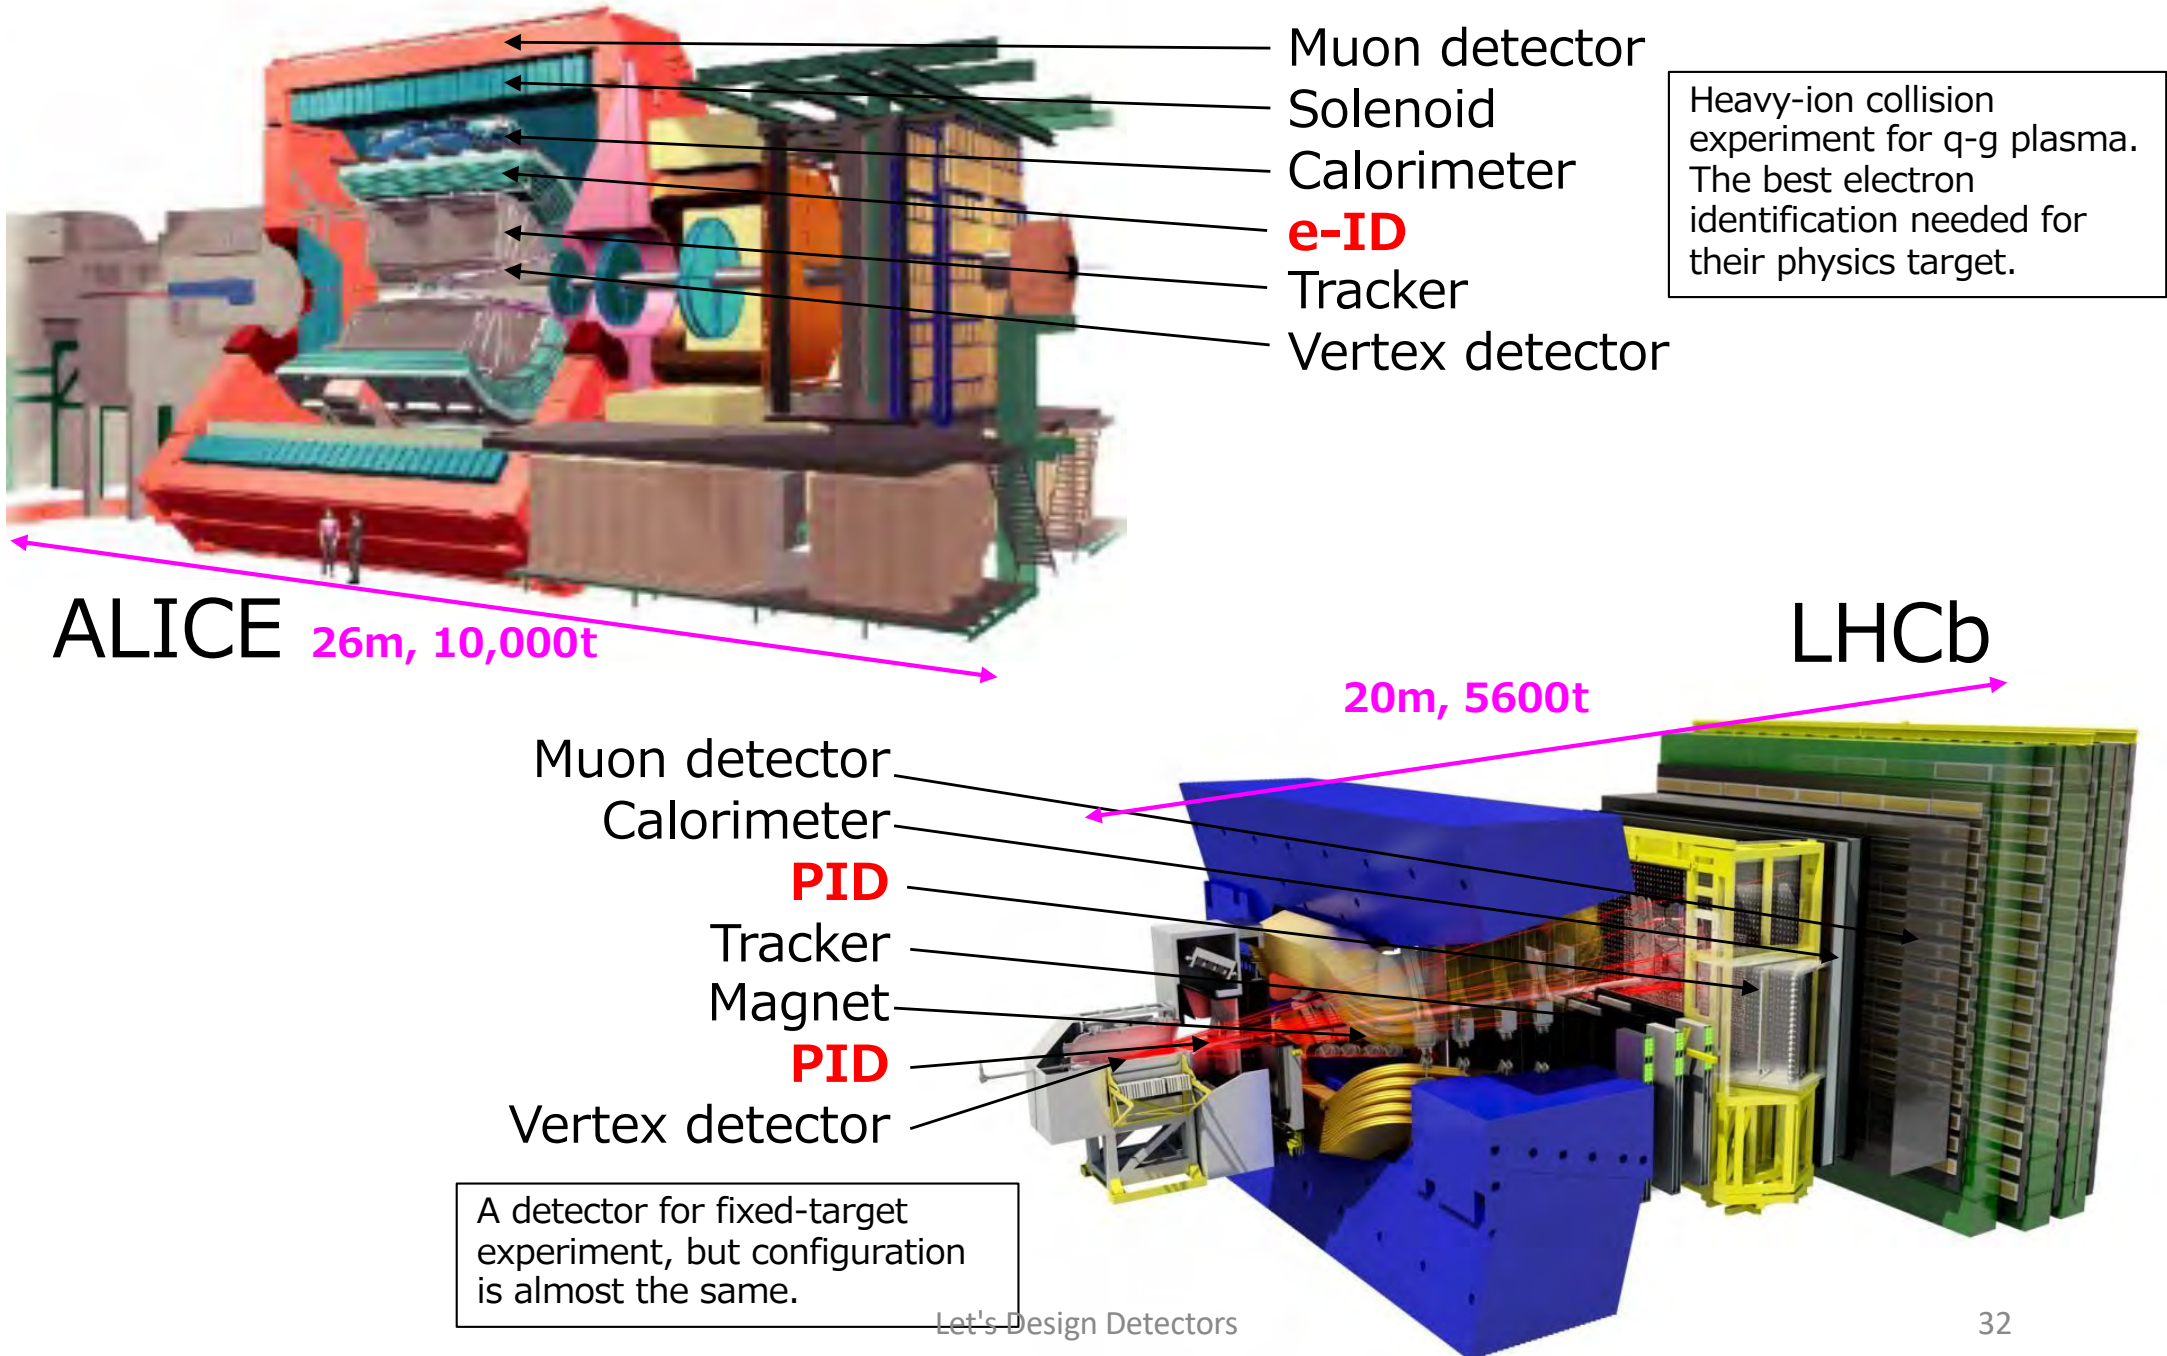 Muon detector
Solenoid
Calorimeter
e-ID
Tracker
Vertex detector
Heavy-ion collision
experiment for q-g plasma.
The best electron
identification needed for
their physics target.
ALICE
26m, 10,000t
LHCb
20m, 5600t
Muon detector
Calorimeter
PID
Tracker
Magnet
PID
Vertex detector
A detector for fixed-target
experiment, but configuration
is almost the same.
Let's Design Detectors
32